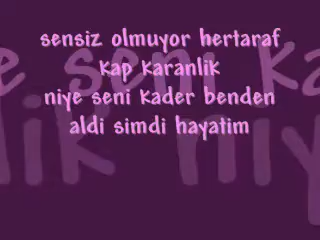 sensiz olmuyor hertaraf
kap karanlik
niye seni kader benden
aldi simdi hayatim